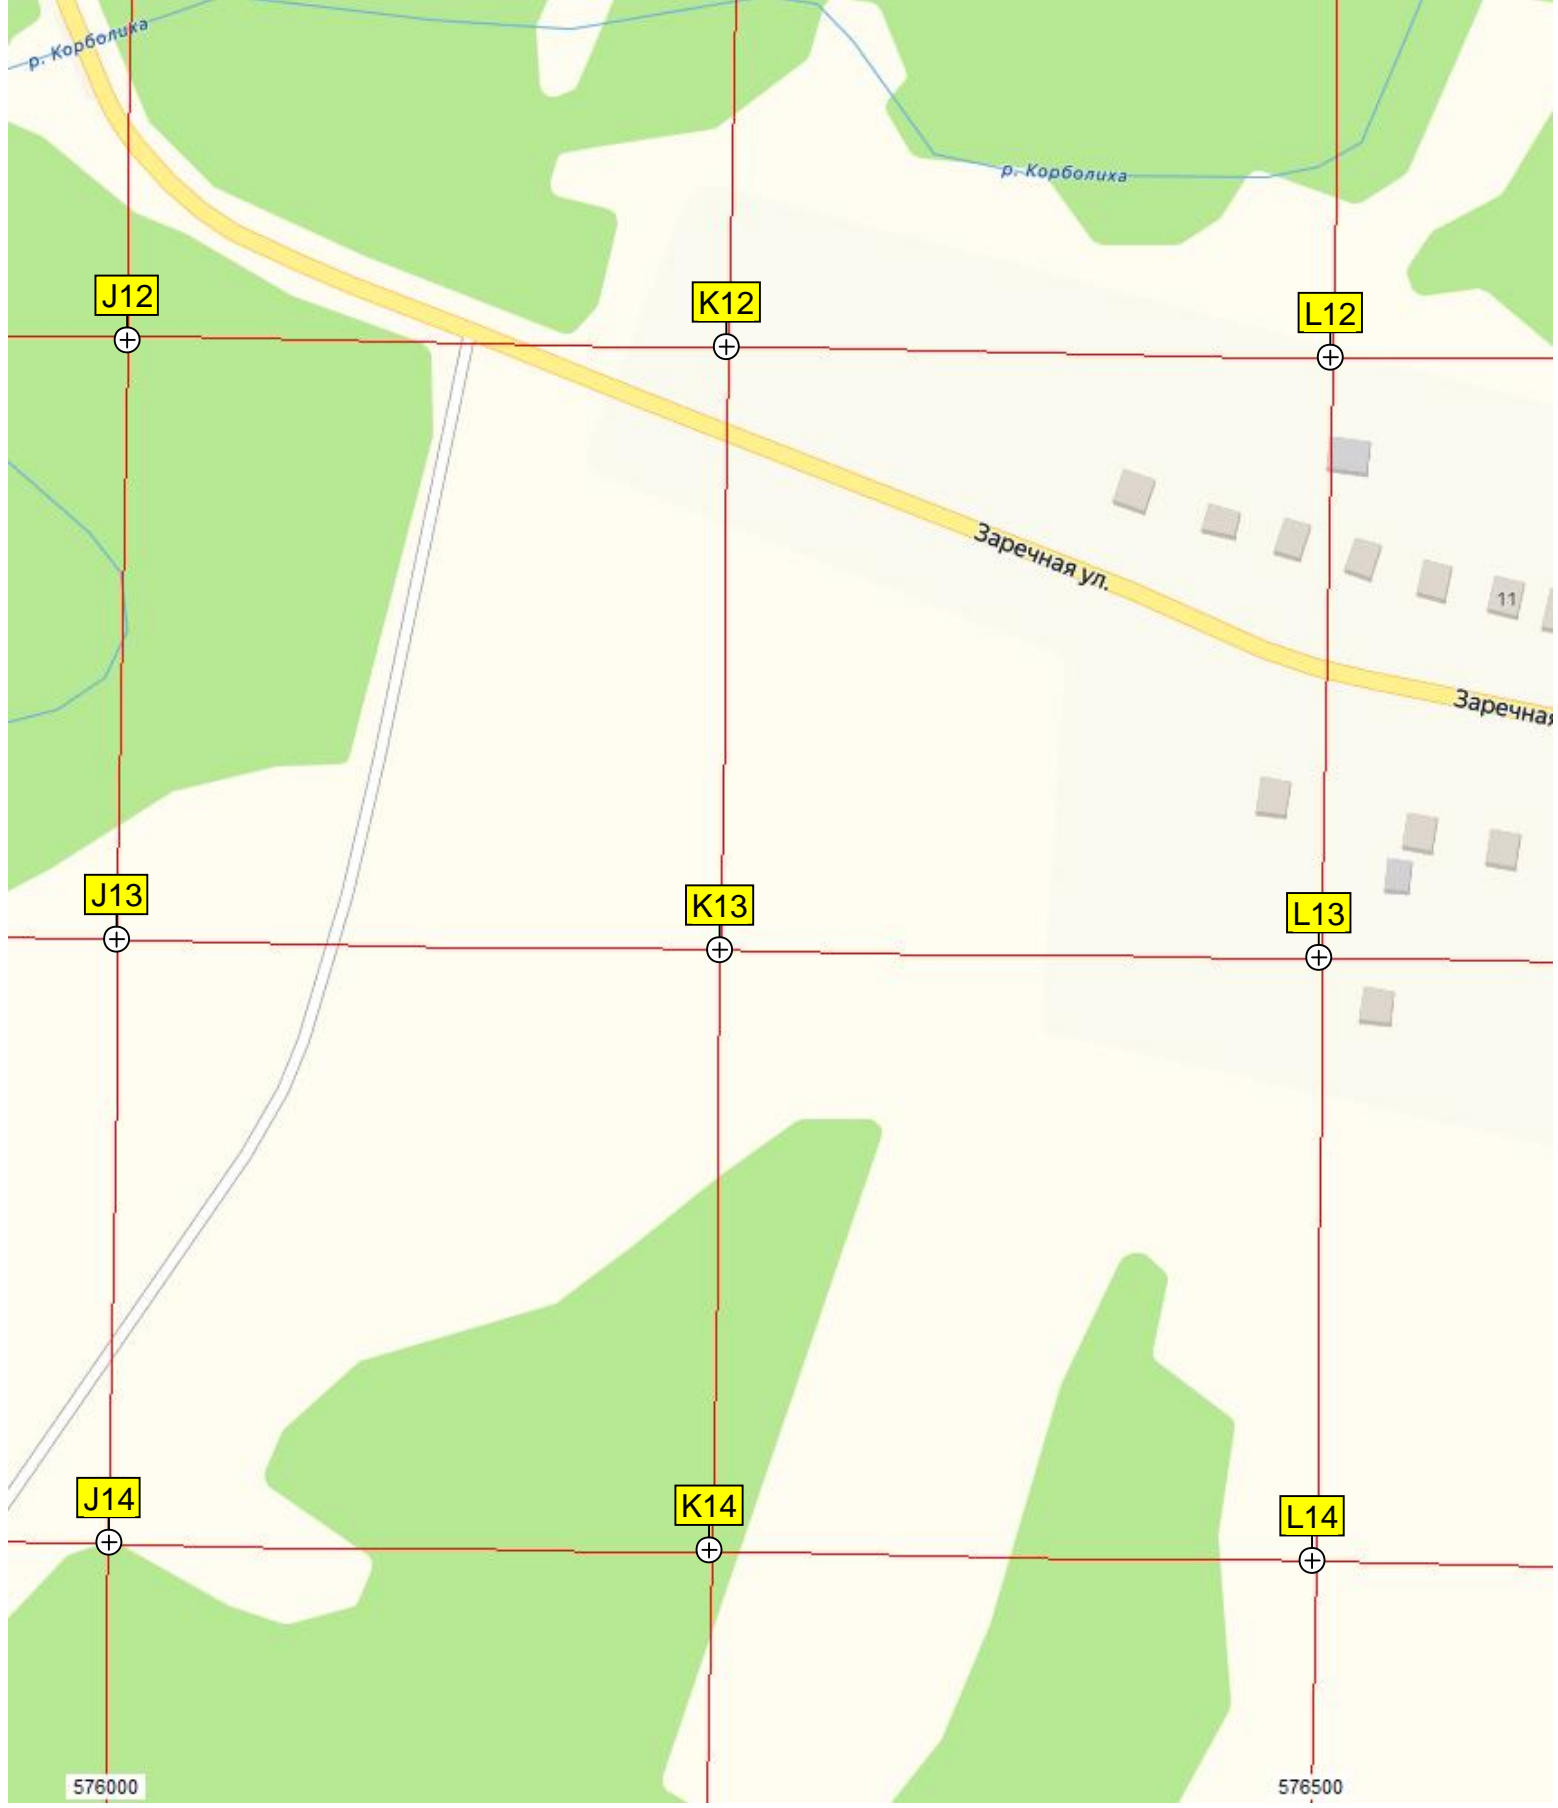 р. Корболиха
р. Корболиха
J12
K12
L12
Заречная ул.
11
Заречная
J13
K13
L13
J14
K14
L14
576000
576500